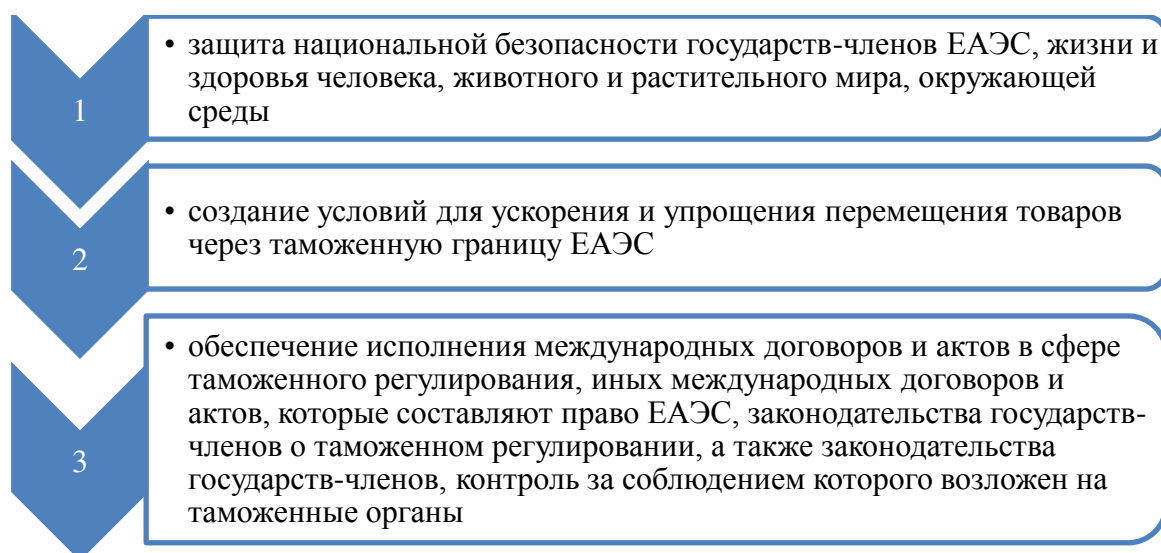 1
• защита национальной безопасности государств-членов ЕАЭС, жизни и
здоровья человека, животного и растительного мира, окружающей
среды
2
• создание условий для ускорения и упрощения перемещения товаров
через таможенную границу ЕАЭС
3
• обеспечение исполнения международных договоров и актов в сфере
таможенного регулирования, иных международных договоров и
актов, которые составляют право ЕАЭС, законодательства государств-
членов о таможенном регулировании, а также законодательства
государств-членов, контроль за соблюдением которого возложен на
таможенные органы